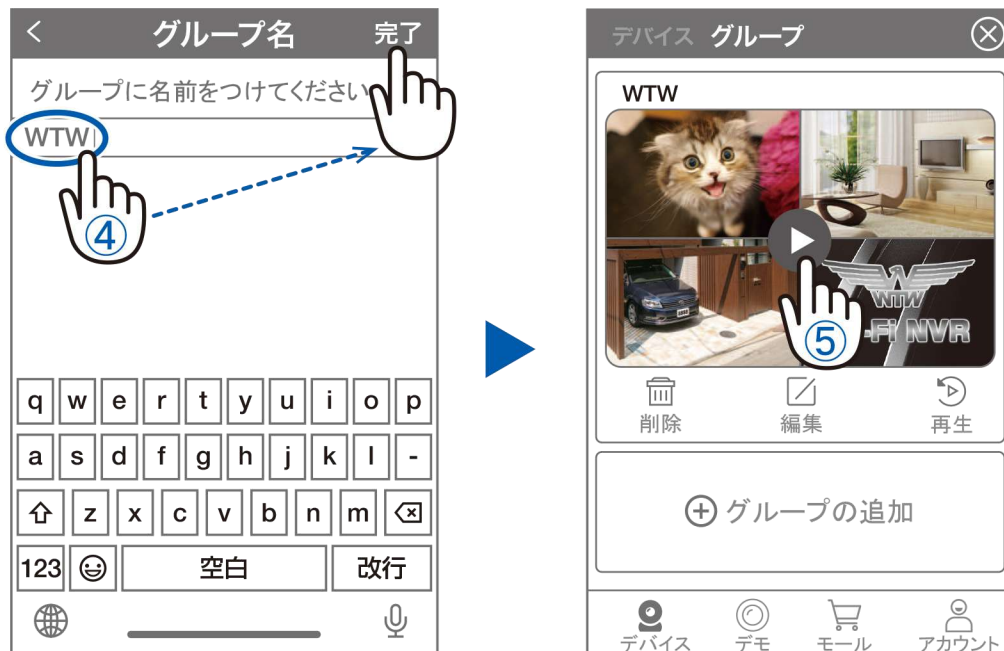 グループ名
完了
グループに名前をつけてください
WTW
④
q w e r t y u i o p
a s d f g h j k l -
z x c v b n m
123
空白
改行
デバイス グループ
WTW
WTW
-Fi NVR
⑤
削除
編集
再生
グループの追加
デバイス
デモ
モール
アカウント